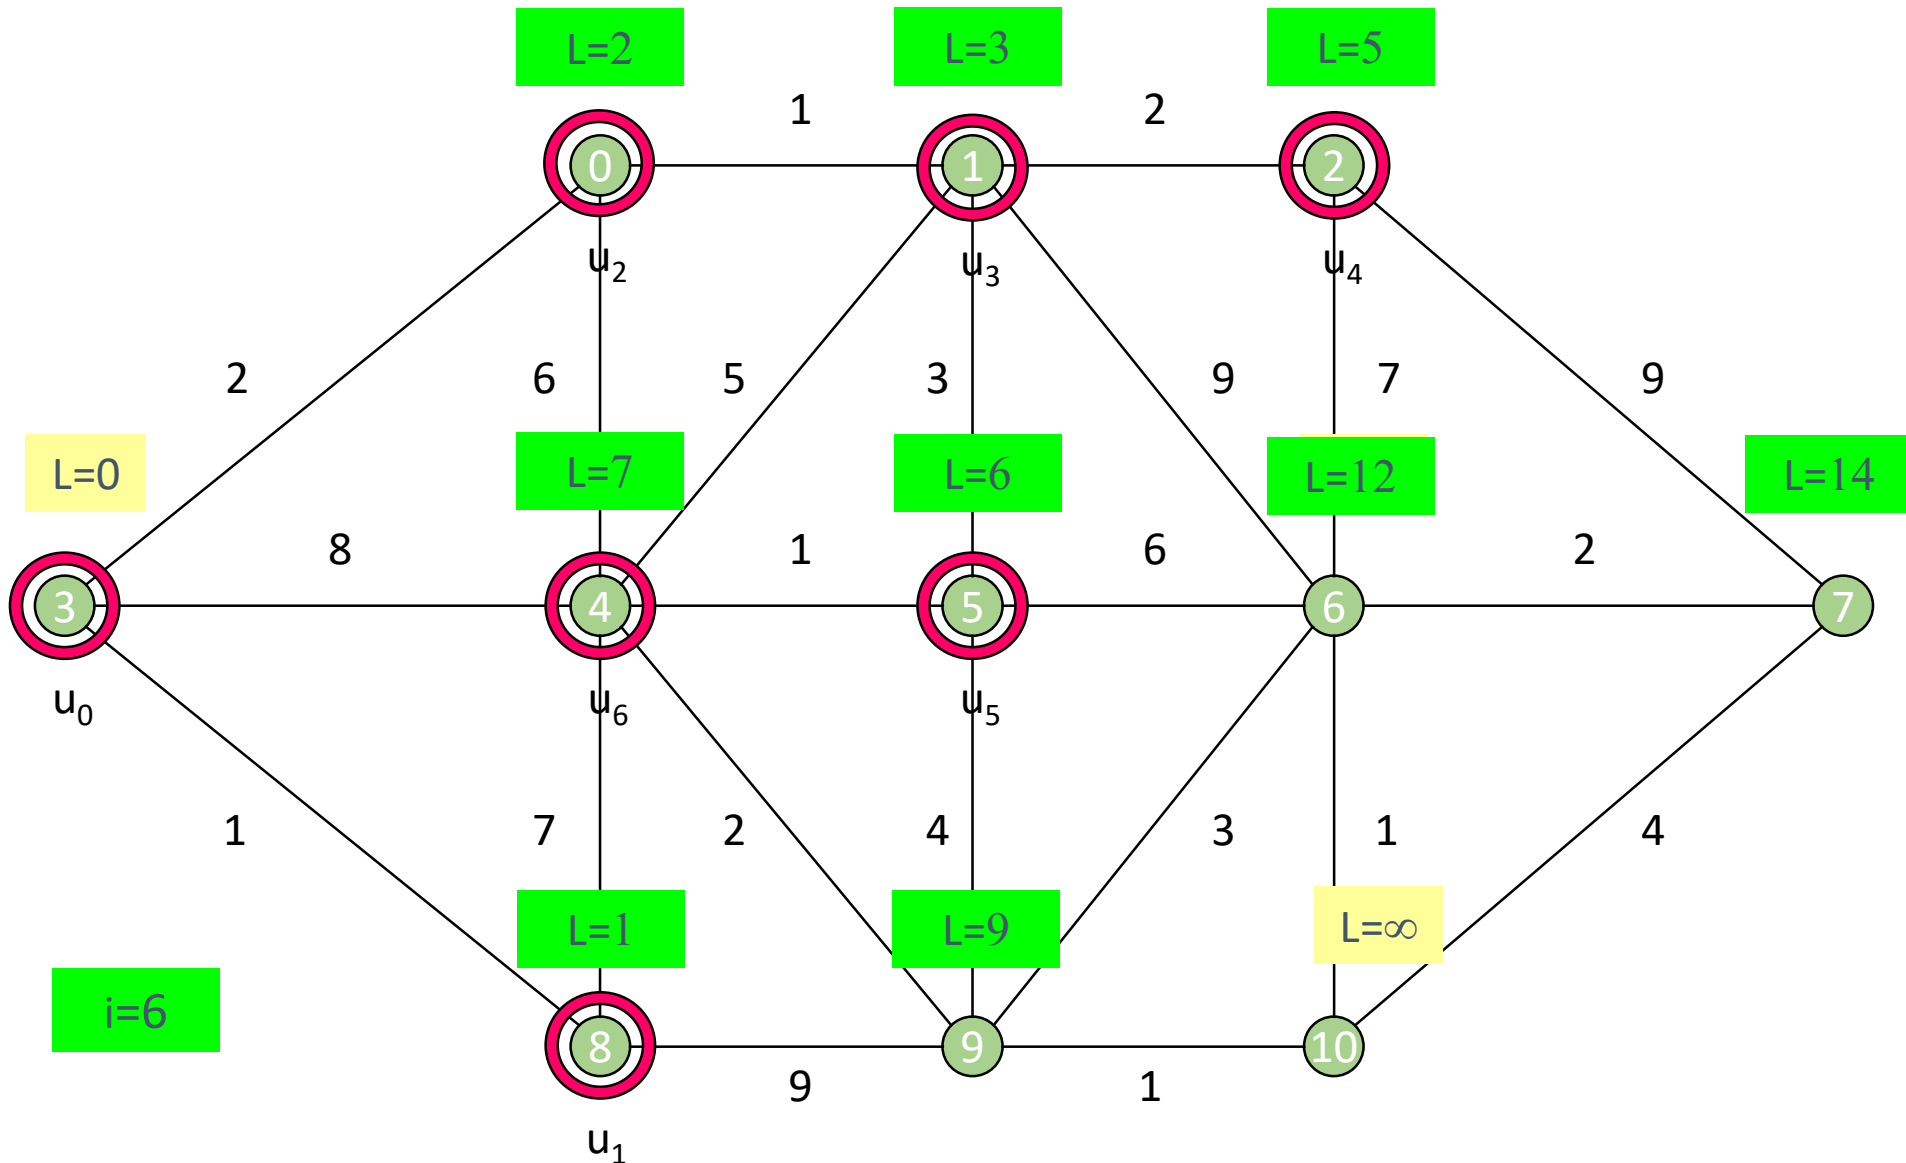 L=2 L=3 L=5
1 2
0 1 2
u2 u3 u4
2 6 5 3 9 7 9
L=0 L=7 L=6 L=12 L=14
8 1 6 2
3 4 5 6 7
u0 u6 u5
1 7 2 4 3 1 4
L=1 L=9 L=∞
i=6
8 9 10
9 1
u1